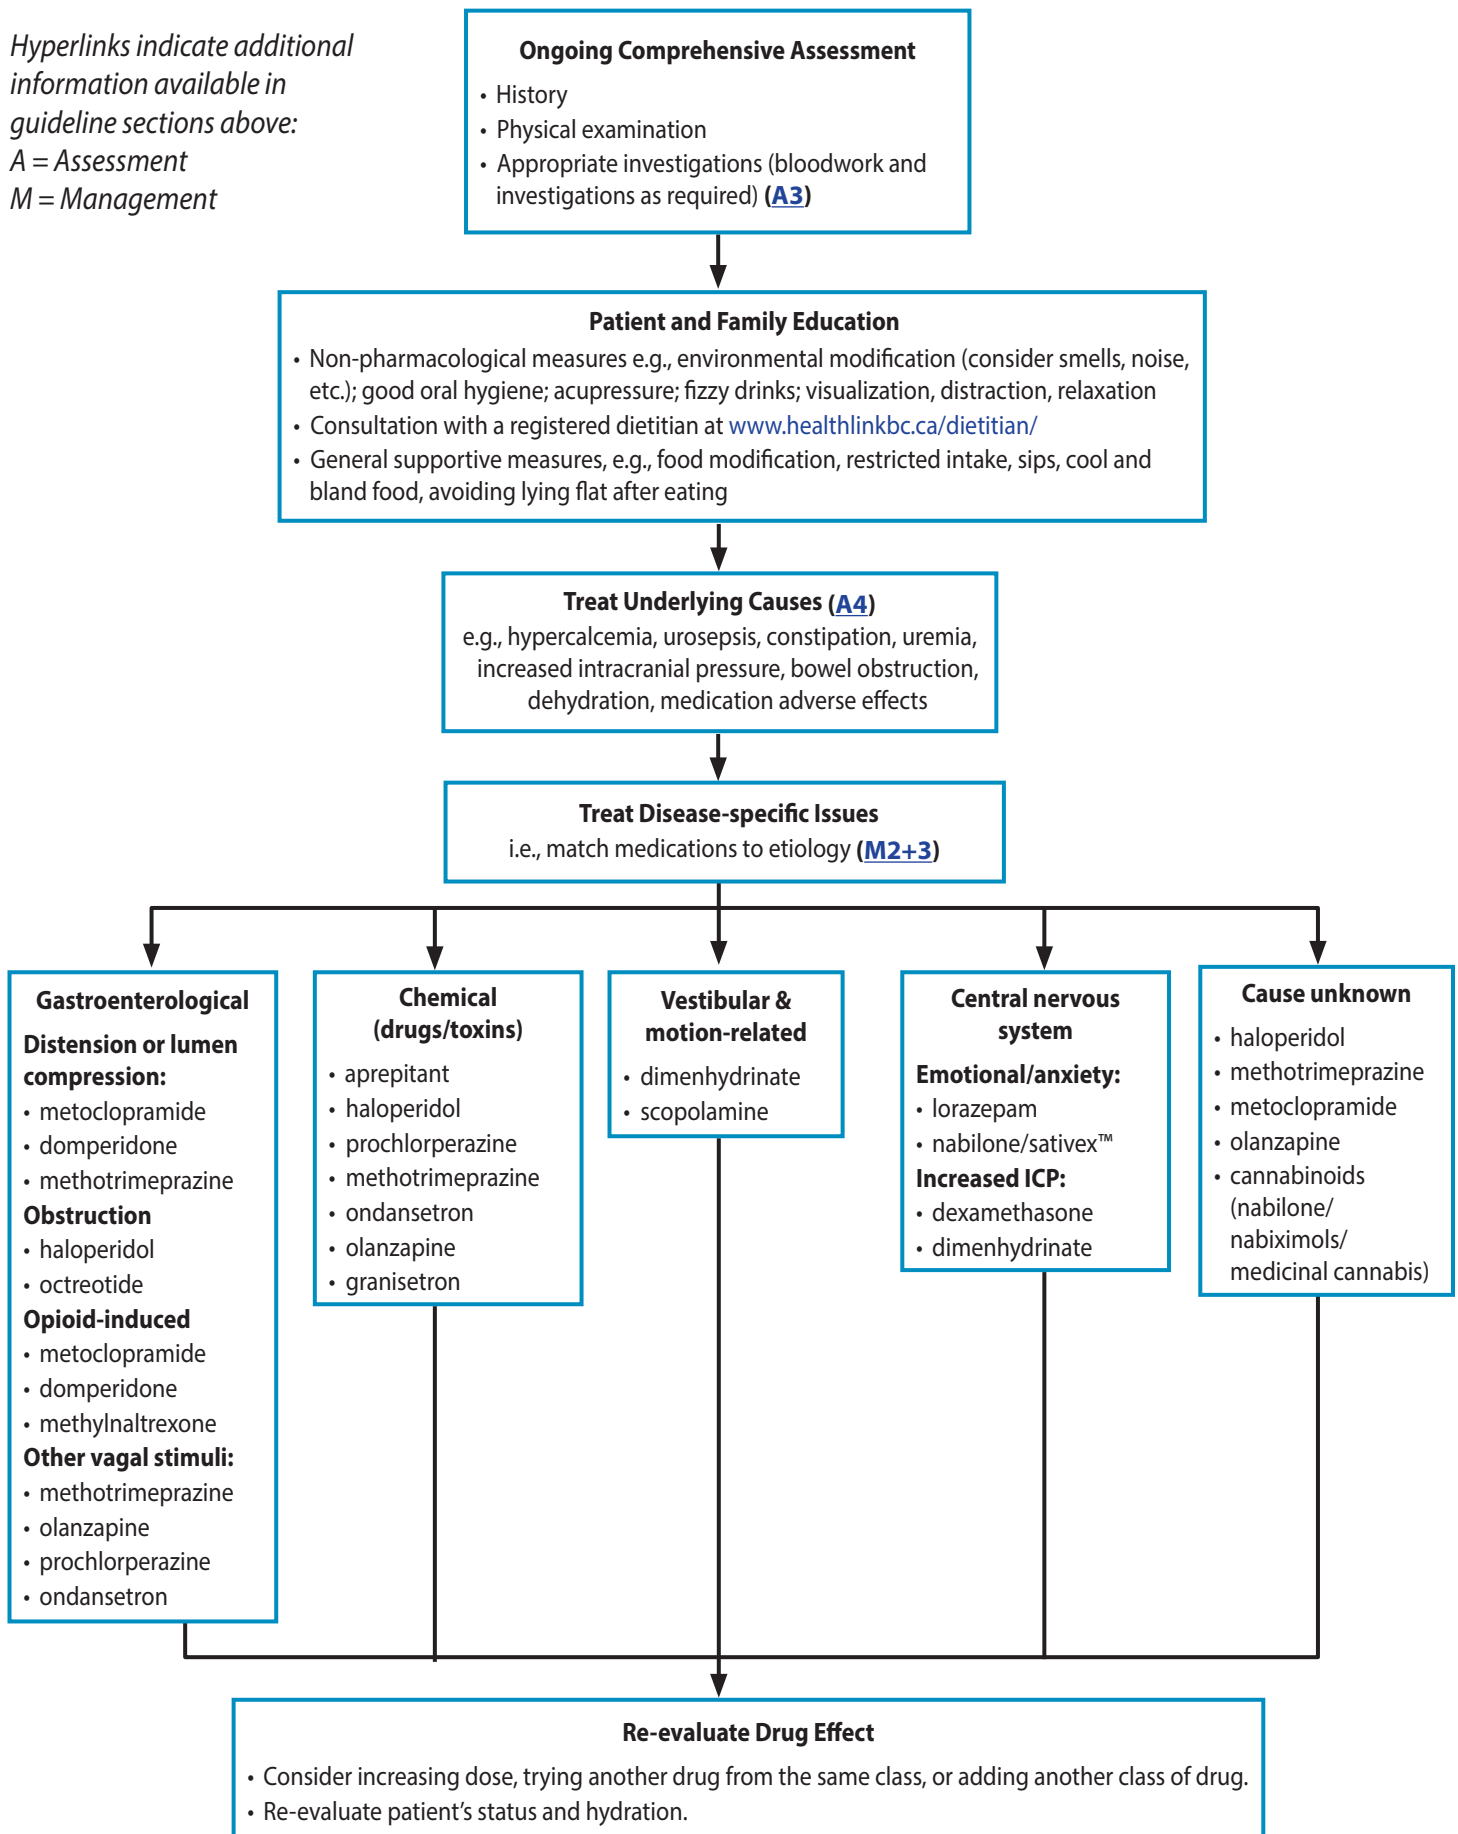 Hyperlinks indicate additional
information available in
guideline sections above:
A = Assessment
M = Management
Ongoing Comprehensive Assessment
• History
• Physical examination
• Appropriate investigations (bloodwork and
investigations as required) (A3)
Patient and Family Education
• Non-pharmacological measures e.g., environmental modification (consider smells, noise,
etc.); good oral hygiene; acupressure; fizzy drinks; visualization, distraction, relaxation
• Consultation with a registered dietitian at www.healthlinkbc.ca/dietitian/
• General supportive measures, e.g., food modification, restricted intake, sips, cool and
bland food, avoiding lying flat after eating
Treat Underlying Causes (A4)
e.g., hypercalcemia, urosepsis, constipation, uremia,
increased intracranial pressure, bowel obstruction,
dehydration, medication adverse effects
Treat Disease-specific Issues
i.e., match medications to etiology (M2+3)
Gastroenterological
Distension or lumen
compression:
• metoclopramide
• domperidone
• methotrimeprazine
Obstruction
• haloperidol
• octreotide
Opioid-induced
• metoclopramide
• domperidone
• methylnaltrexone
Other vagal stimuli:
• methotrimeprazine
• olanzapine
• prochlorperazine
• ondansetron
Chemical
(drugs/toxins)
• aprepitant
• haloperidol
• prochlorperazine
• methotrimeprazine
• ondansetron
• olanzapine
• granisetron
Vestibular &
motion-related
• dimenhydrinate
• scopolamine
Central nervous
system
Emotional/anxiety:
• lorazepam
• nabilone/sativex™
Increased ICP:
• dexamethasone
• dimenhydrinate
Cause unknown
• haloperidol
• methotrimeprazine
• metoclopramide
• olanzapine
• cannabinoids
(nabilone/
nabiximols/
medicinal cannabis)
Re-evaluate Drug Effect
• Consider increasing dose, trying another drug from the same class, or adding another class of drug.
• Re-evaluate patient's status and hydration.